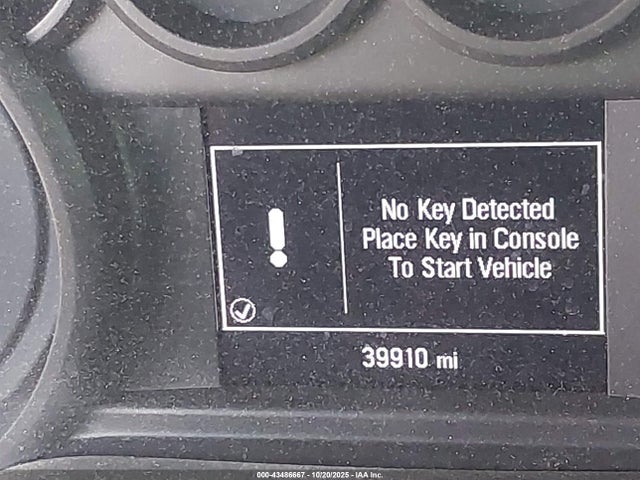 No Key Detected
Place Key in Console
To Start Vehicle
39910 mi
000-43486667 - 10/20/2025 - IAA Inc.